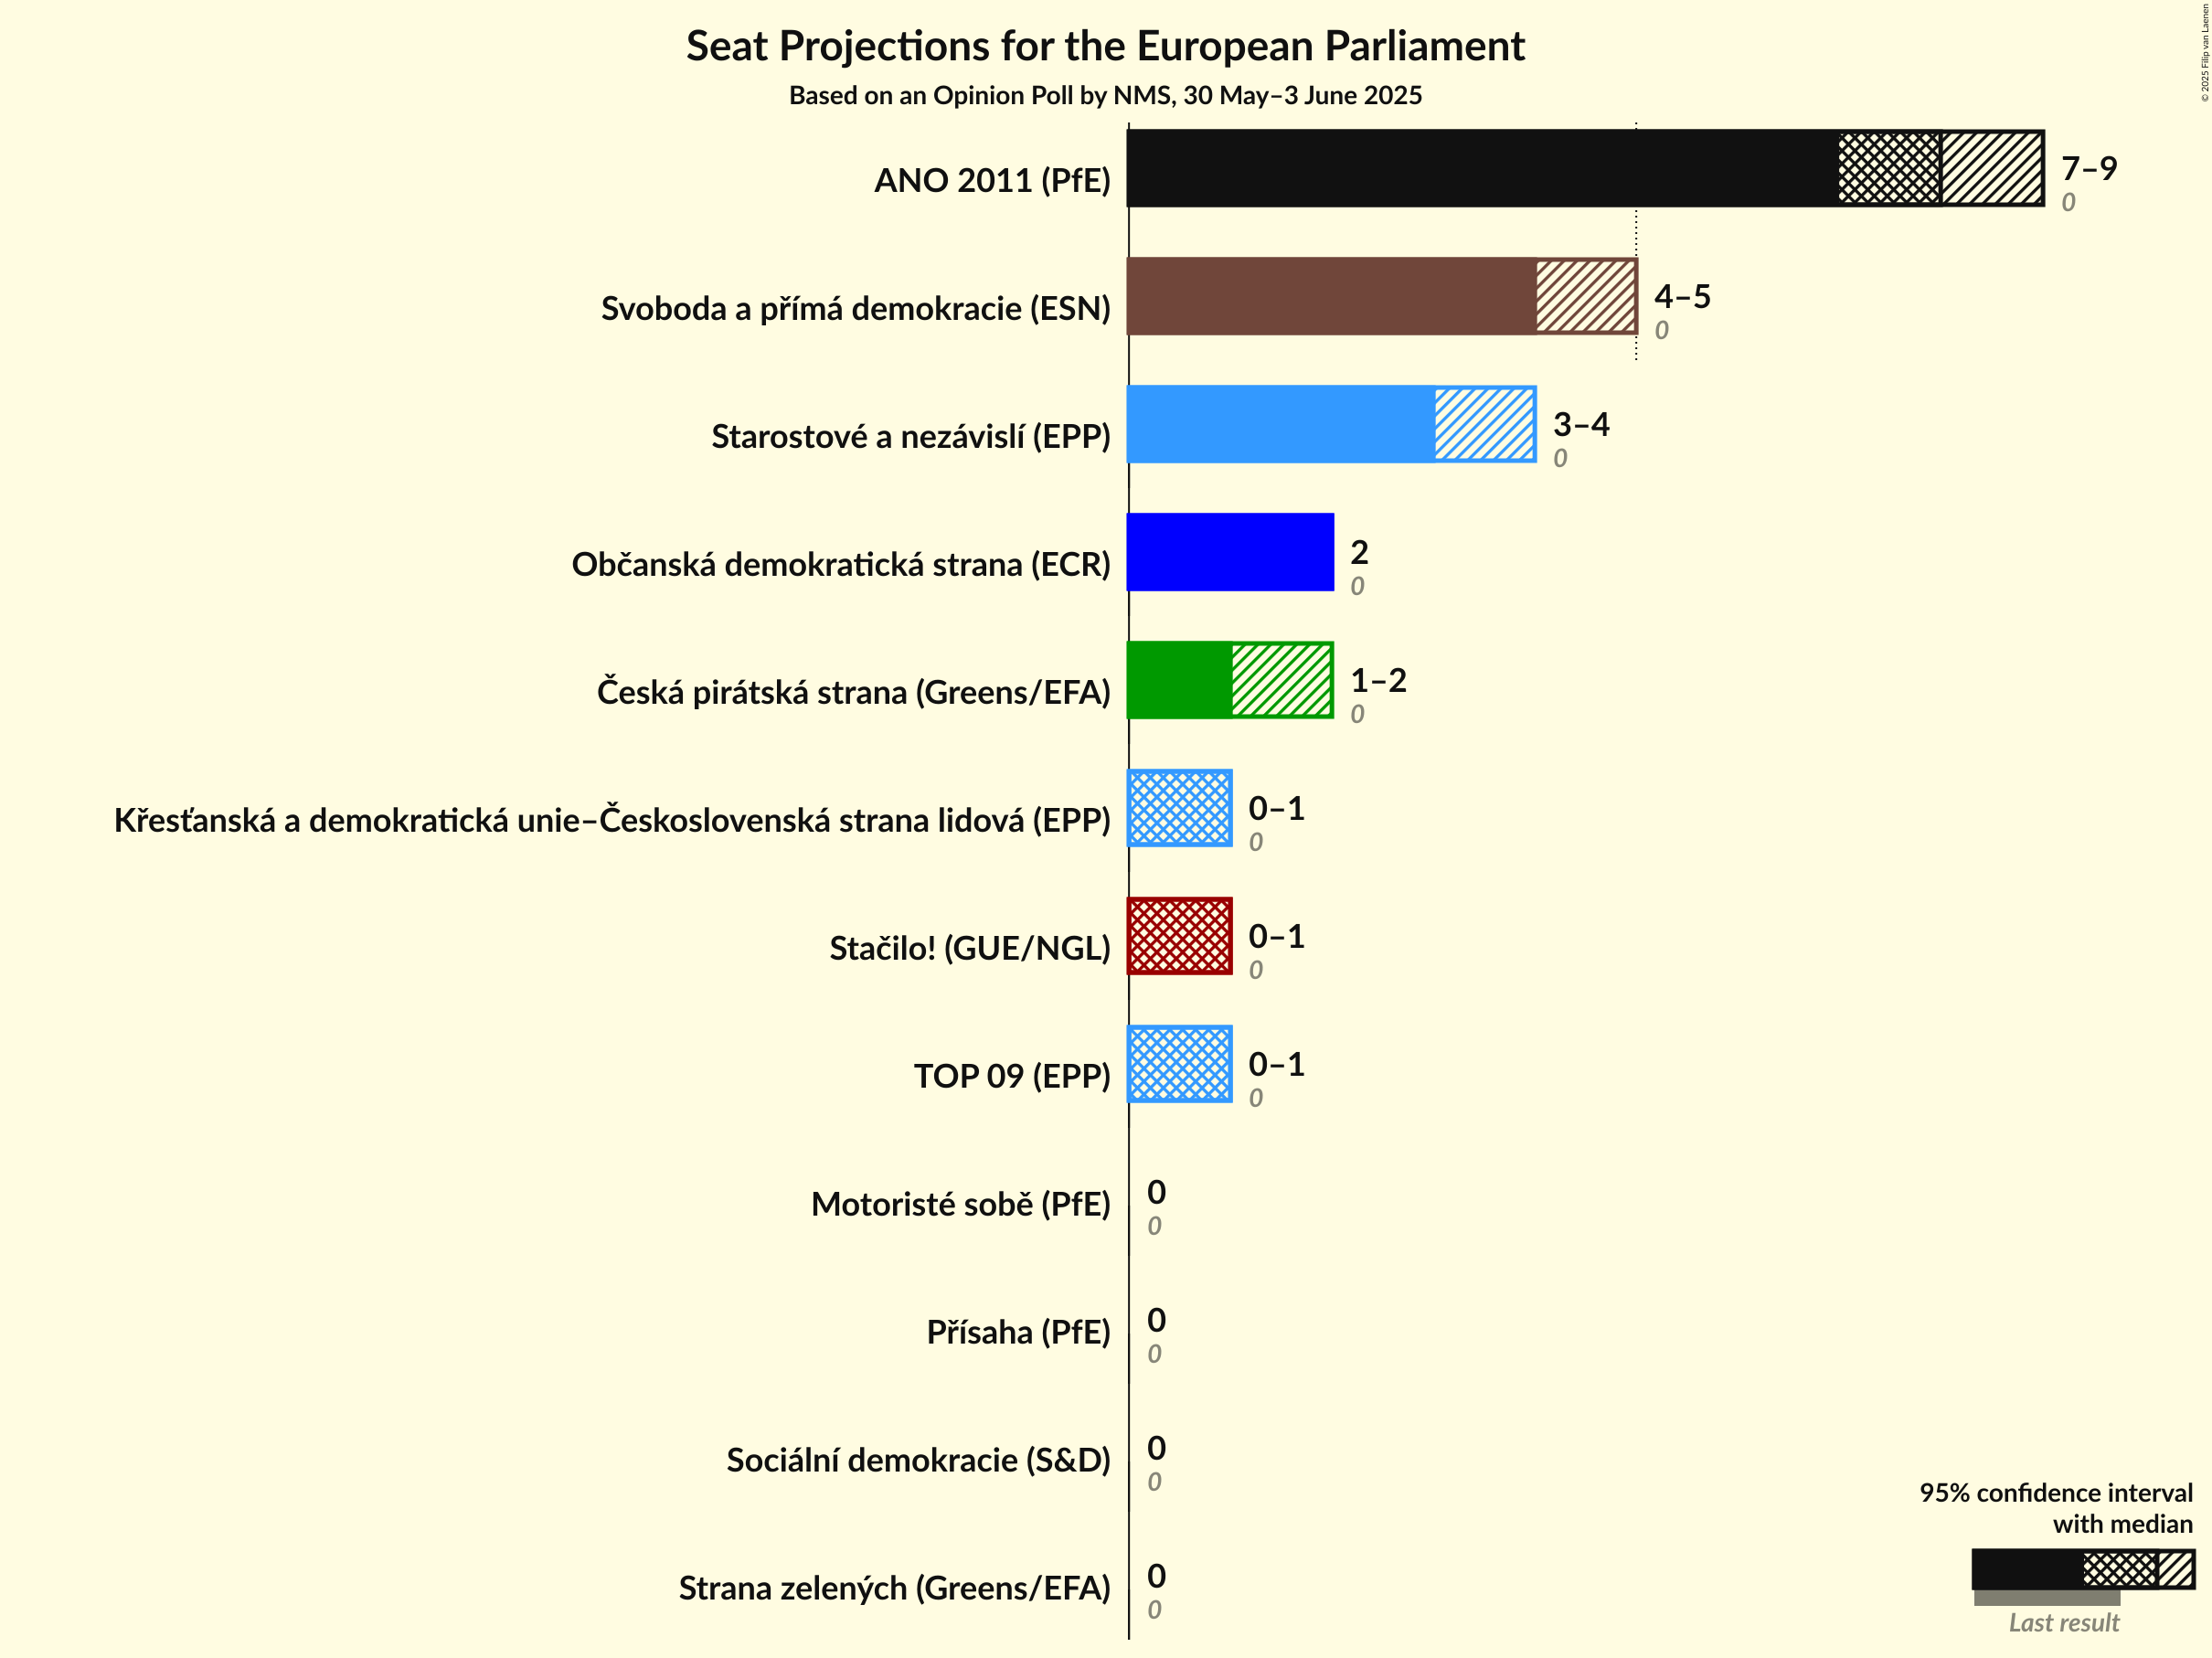 Seat Projections for the European Parliament
Based on an Opinion Poll by NMS, 30 May–3 June 2025
© 2025 Filip van Laenen
ANO 2011 (PfE)
7–9
0
Svoboda a přímá demokracie (ESN)
4–5
0
Starostové a nezávislí (EPP)
3–4
0
Občanská demokratická strana (ECR)
2
0
Česká pirátská strana (Greens/EFA)
1–2
0
Křesťanská a demokratická unie–Československá strana lidová (EPP)
0–1
0
Stačilo! (GUE/NGL)
0–1
0
TOP 09 (EPP)
0–1
0
Motoristé sobě (PfE)
0
0
Přísaha (PfE)
0
0
Sociální demokracie (S&D)
0
0
Strana zelených (Greens/EFA)
0
0
95% confidence interval
with median
Last result